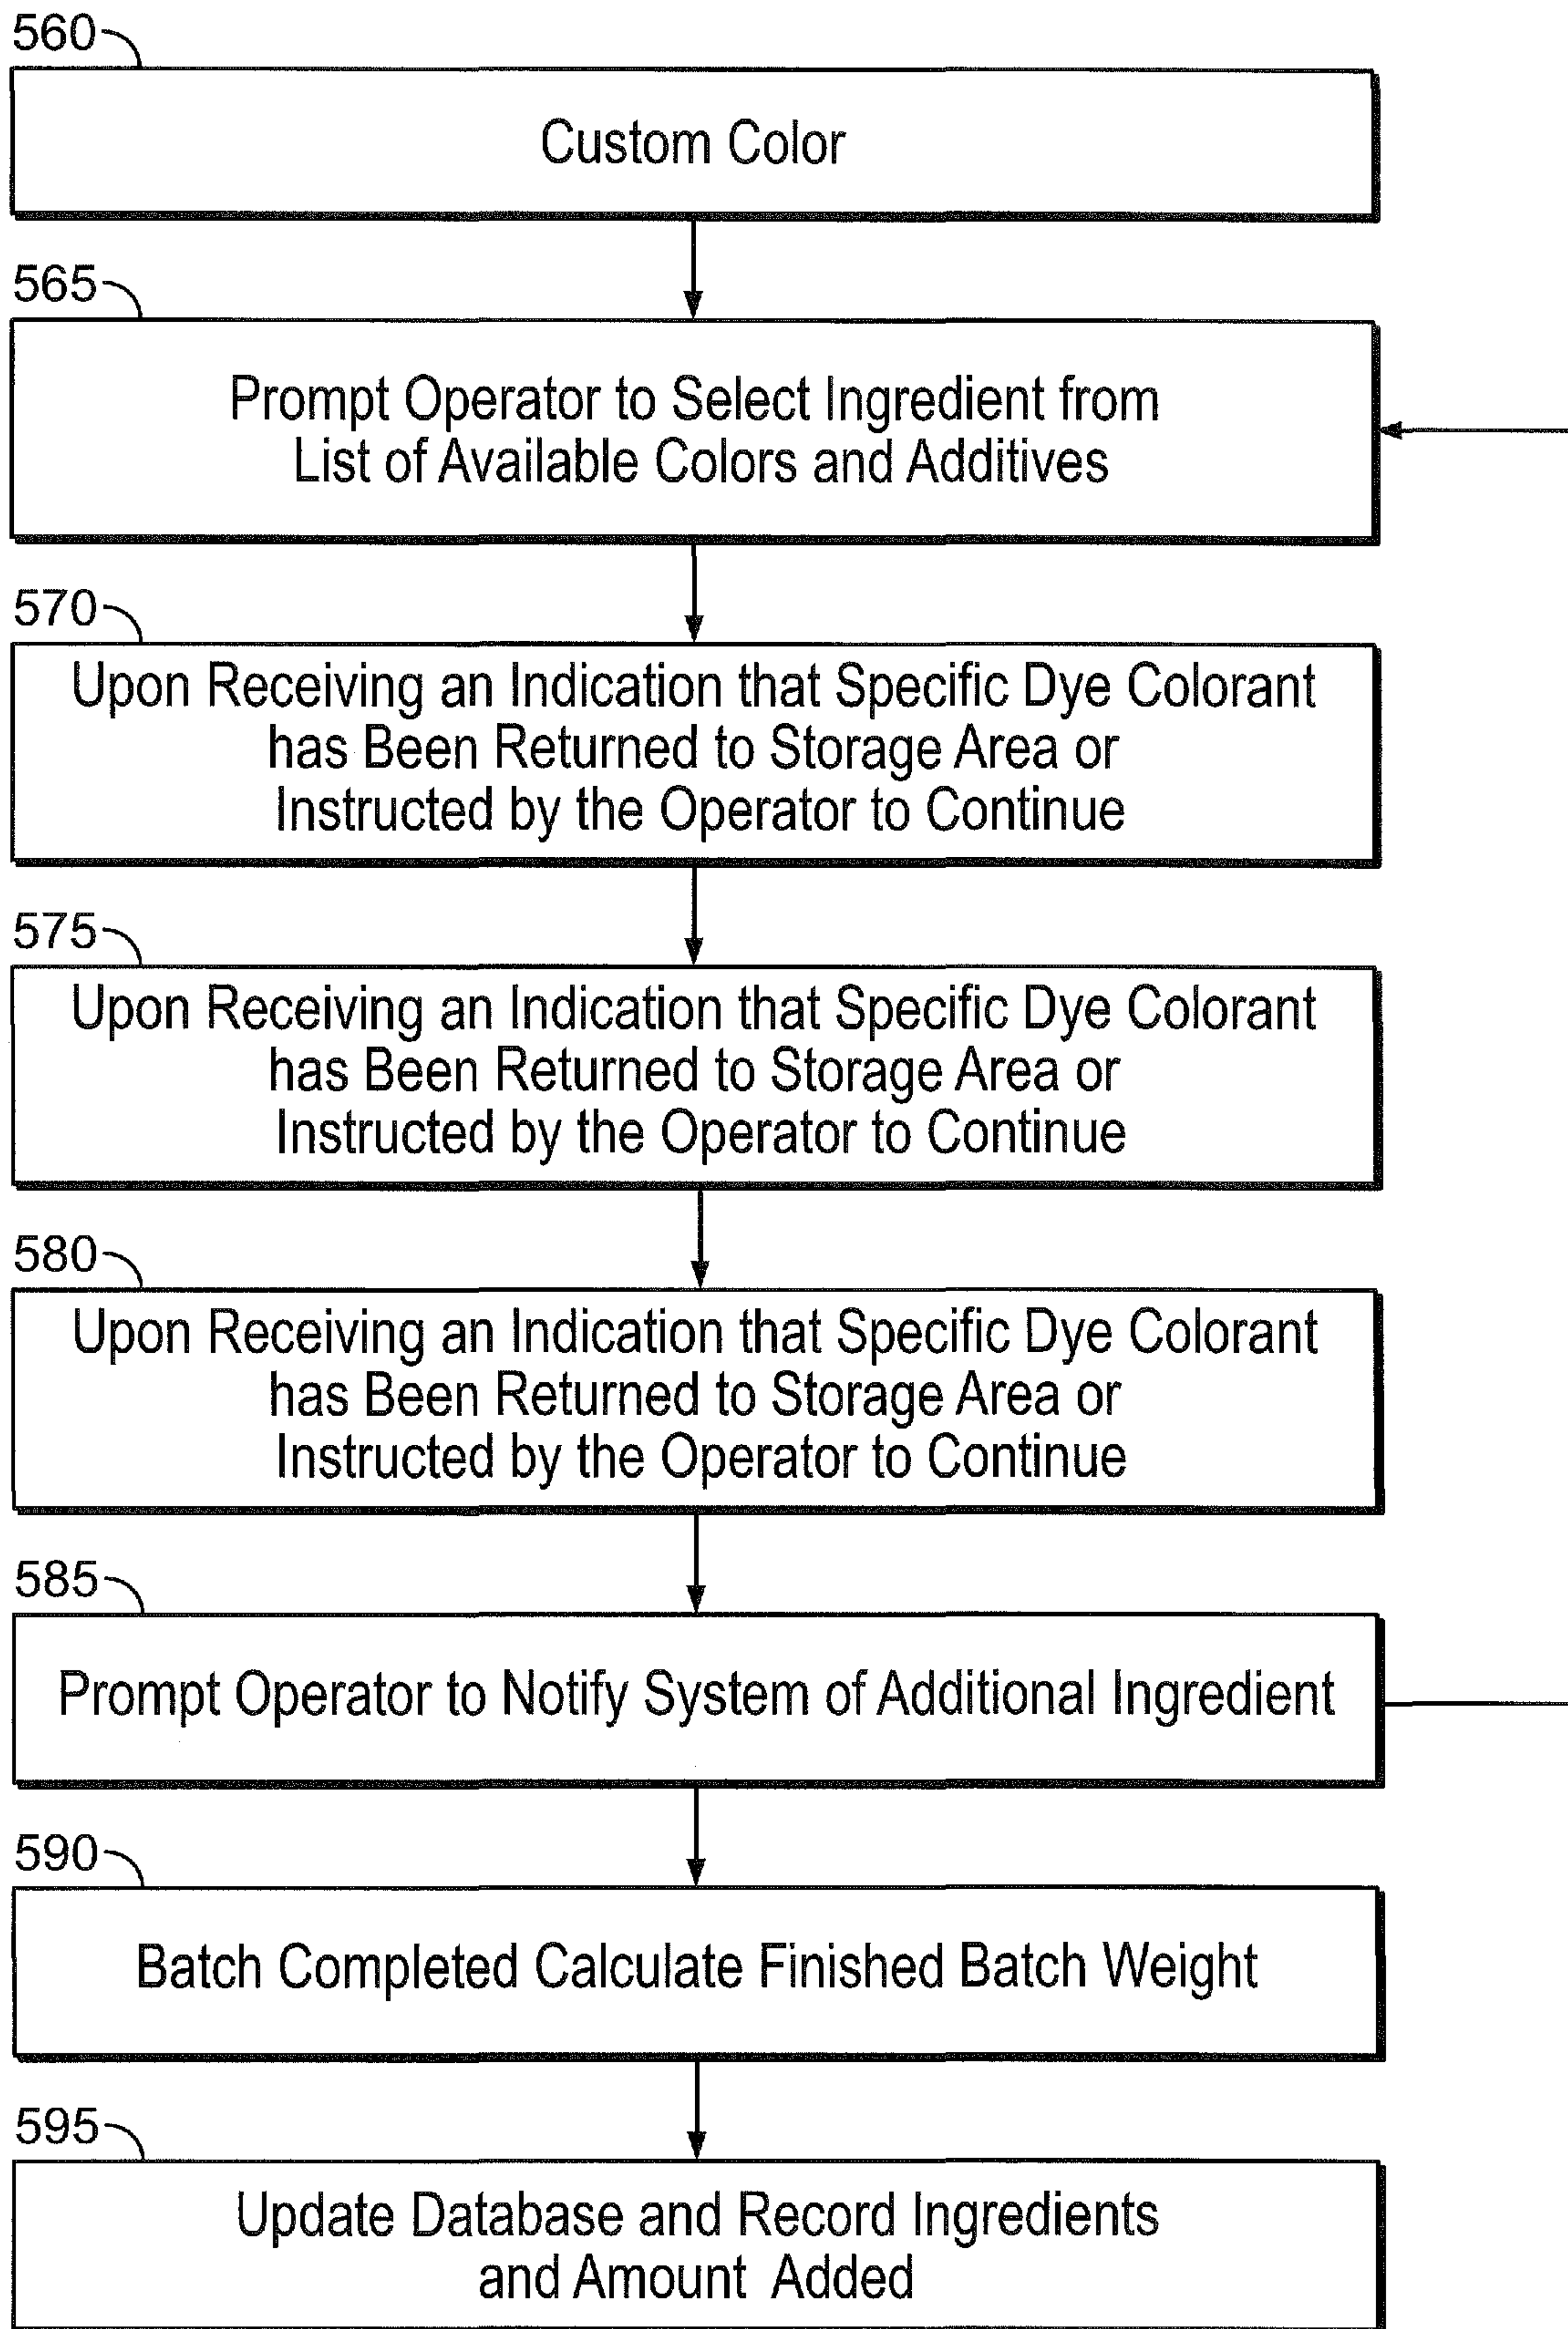 560
Custom Color
565
Prompt Operator to Select Ingredient from
List of Available Colors and Additives
570
Upon Receiving an Indication that Specific Dye Colorant
has Been Returned to Storage Area or
Instructed by the Operator to Continue
575
Upon Receiving an Indication that Specific Dye Colorant
has Been Returned to Storage Area or
Instructed by the Operator to Continue
580
Upon Receiving an Indication that Specific Dye Colorant
has Been Returned to Storage Area or
Instructed by the Operator to Continue
585
Prompt Operator to Notify System of Additional Ingredient
590
Batch Completed Calculate Finished Batch Weight
595
Update Database and Record Ingredients
and Amount Added